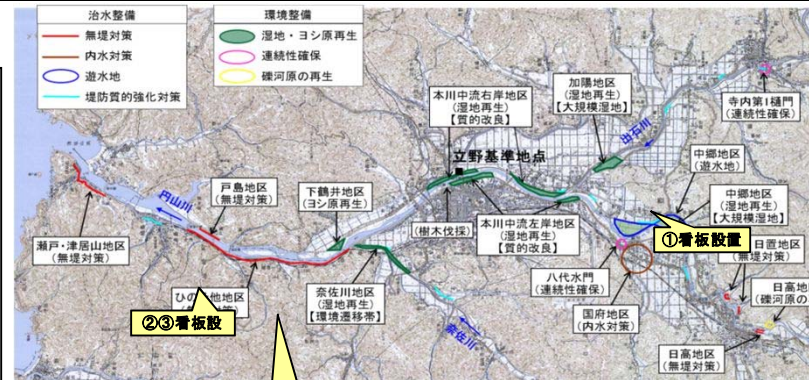 治水整備
無堤対策
内水対策
遊水地
堤防質的強化対策
環境整備
湿地・ヨシ原再生
連続性確保
礫河原の再生
本川中流右岸地区
(湿地再生)
【質的改良】
加陽地区
(湿地再生)
【大規模湿地】
寺内第1樋門
(連続性確保)
出石川
立野基準地点
中郷地区
(遊水地)
中郷地区
(湿地再生)
【大規模湿地】
戸島地区
(無堤対策)
下鶴井地区
(ヨシ原再生)
円山川
(樹木伐採)
本川中流左岸地区
(湿地再生)
【質的改良】
①看板設置
瀬戸・津居山地区
(無堤対策)
日置地区
(無堤対策)
八代水門
(連続性確保)
ひの
他地区
②③看板設
奈佐川地区
(湿地再生)
【環境遷移帯】
奈佐川
国府地区
(内水対策)
日高地
(礫河原の
日高地区
(無堤対策)